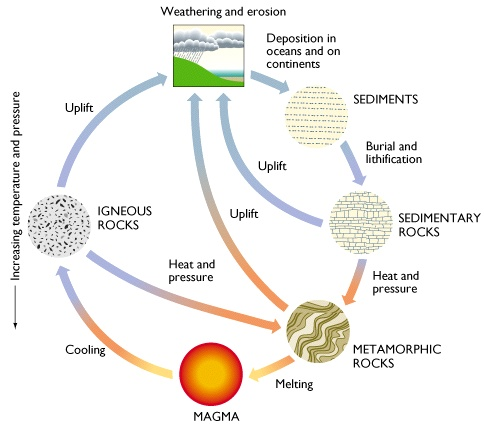 Weathering and erosion
Deposition in
oceans and on
continents
SEDIMENTS
Uplift
Burial and
lithification
Uplift
IGNEOUS
ROCKS
Uplift
SEDIMENTARY
ROCKS
Increasing temperature and pressure
Heat and
pressure
Heat and
pressure
Cooling
METAMORPHIC
ROCKS
Melting
MAGMA